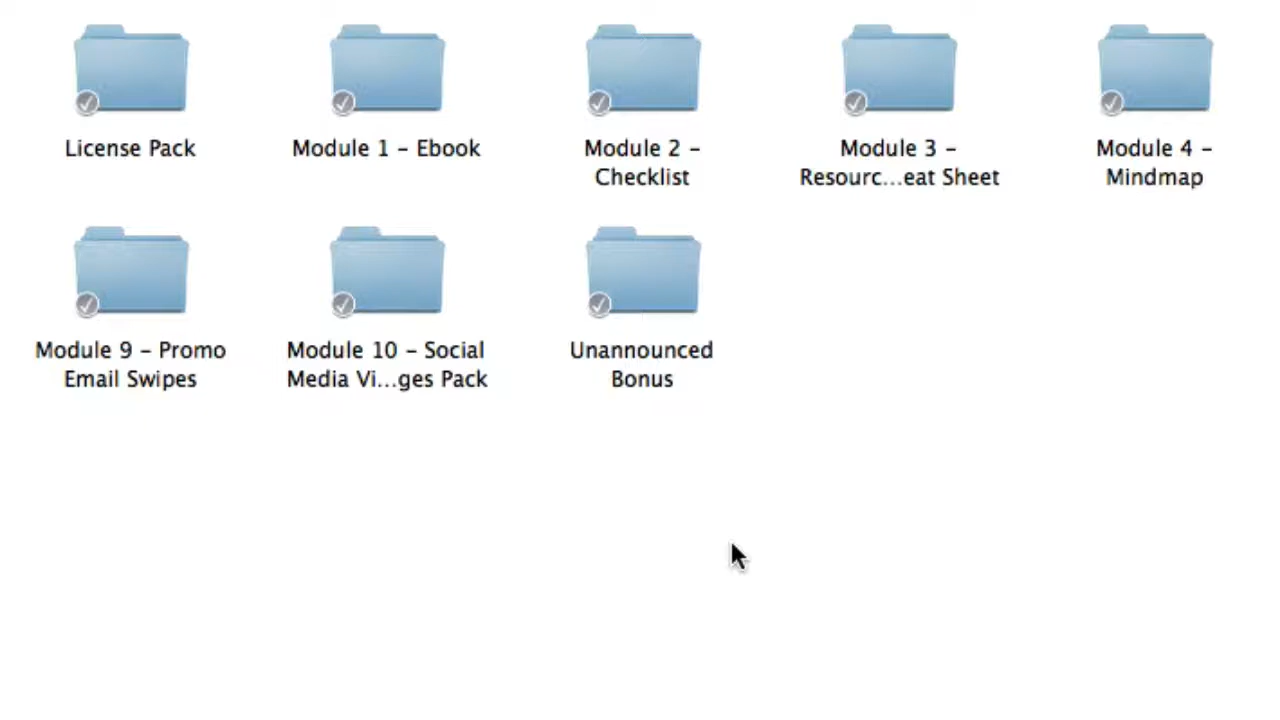 License Pack
Module 1 – Ebook
Module 2 –
Checklist
Module 3 –
Resourc...eat Sheet
Module 4 –
Mindmap
Module 9 – Promo
Email Swipes
Module 10 – Social
Media Vi...ges Pack
Unannounced
Bonus